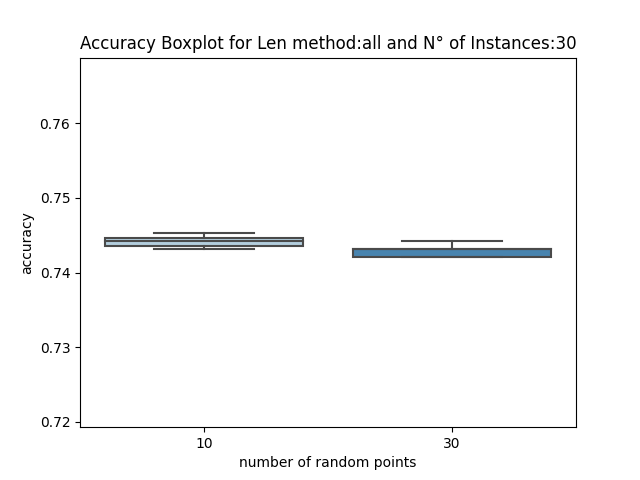 Accuracy Boxplot for Len method:all and N° of Instances:30
0.76
0.75
0.74
0.73
0.72
accuracy
10 30
number of random points